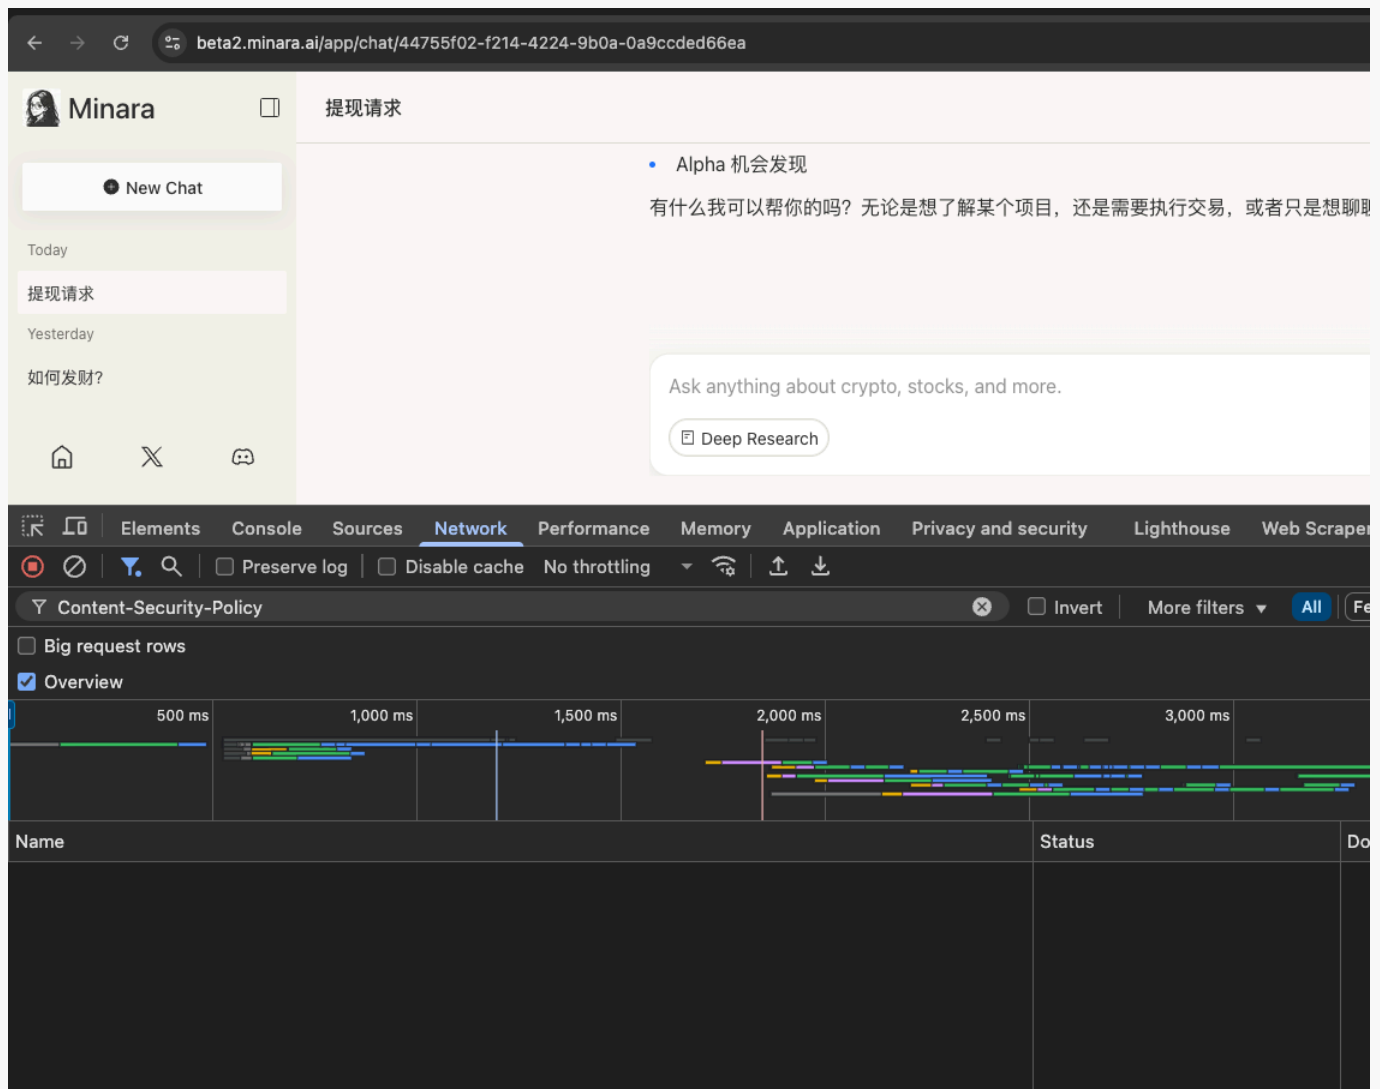 beta2.minara.ai/app/chat/44755f02-f214-4224-9b0a-0a9ccded66ea
Minara
提现请求
New Chat
Today
提现请求
Yesterday
如何发财?
Alpha 机会发现
有什么我可以帮你的吗？无论是想了解某个项目，还是需要执行交易，或者只是想聊聊
Ask anything about crypto, stocks, and more.
Deep Research
Elements Console Sources Network Performance Memory Application Privacy and security Lighthouse Web Scraper
Preserve log Disable cache No throttling
Content-Security-Policy Invert More filters All Fe
Big request rows
Overview
500 ms 1,000 ms 1,500 ms 2,000 ms 2,500 ms 3,000 ms
Name Status Do